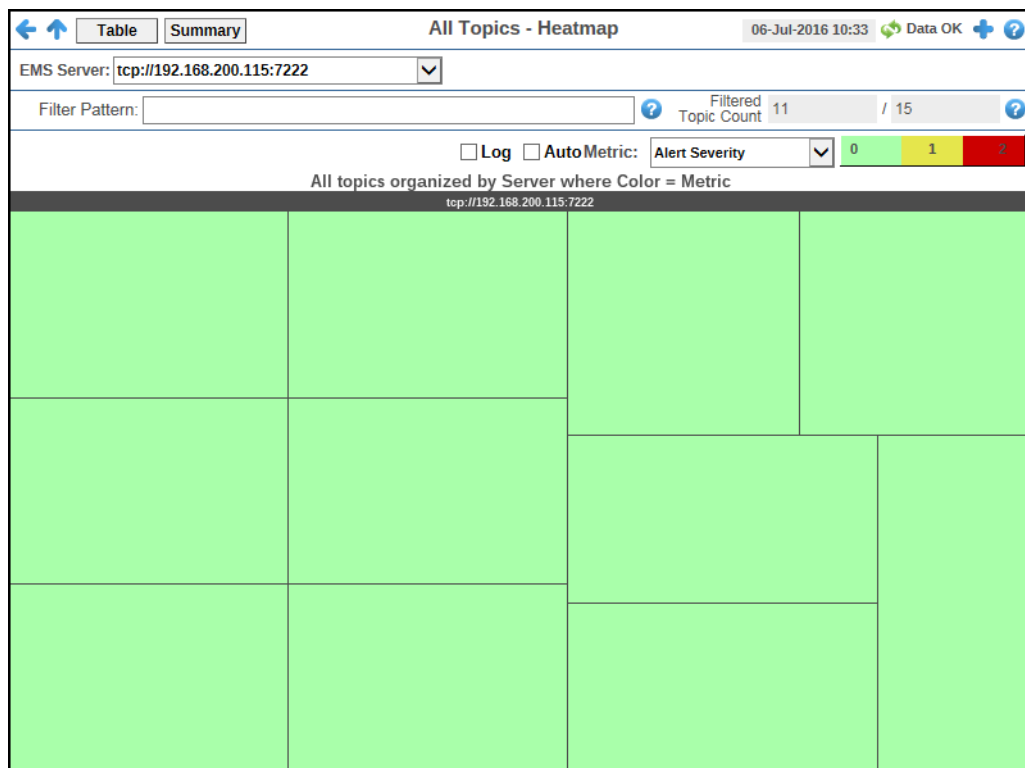 Table Summary All Topics - Heatmap 06-Jul-2016 10:33 Data OK ?
EMS Server: tcp://192.168.200.115:7222
Filter Pattern: ? Filtered Topic Count 11 / 15 ?
Log Auto Metric: Alert Severity 0 1 2
All topics organized by Server where Color = Metric
tcp://192.168.200.115:7222